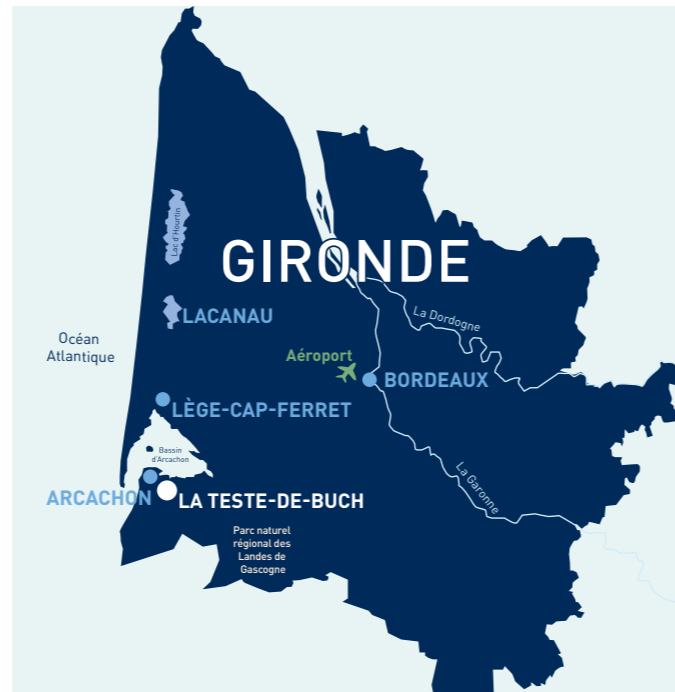 Lac d'Hourtin
GIRONDE
LACANAU
La Dordogne
Océan
Atlantique
Aéroport
BORDEAUX
LÈGE-CAP-FERRET
Bassin
d'Arcachon
La Garonne
ARCACHON
LA TESTE-DE-BUCH
Parc naturel
régional des
Landes de
Gascogne